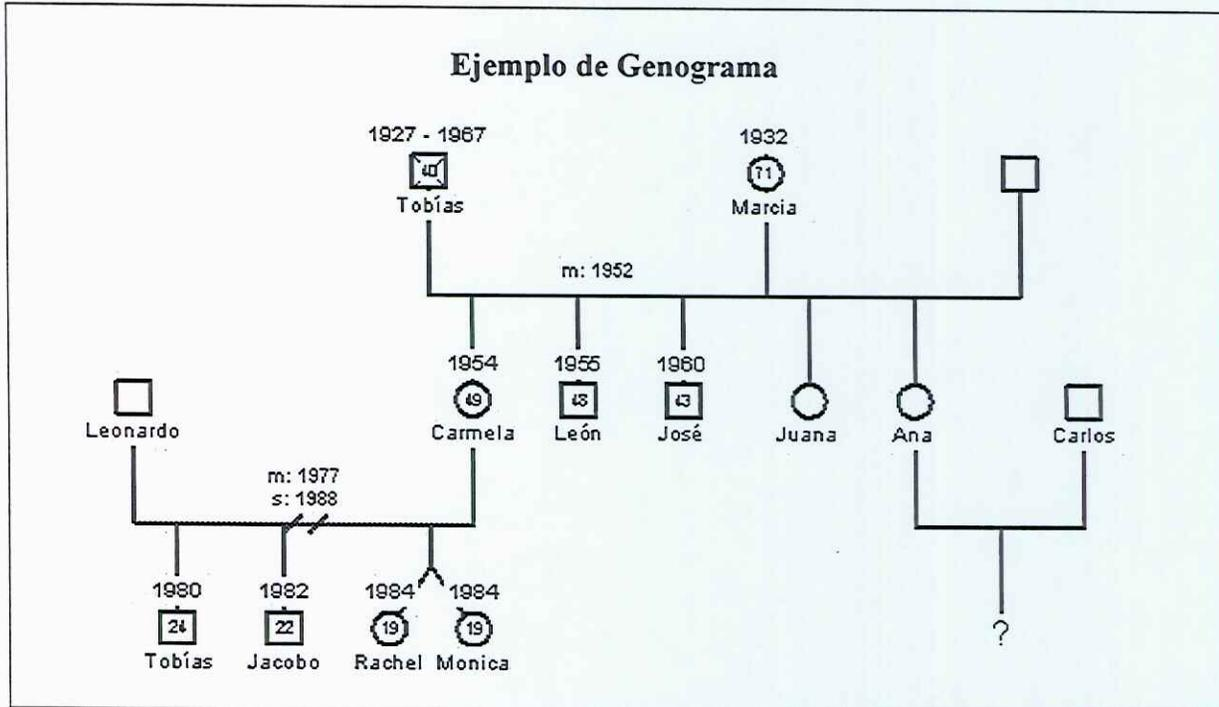 Ejemplo de Genograma
1927 - 1967 1932
40 71
Tobías Marcia
m: 1952
1954 1955 1960
49 48 43
Leonardo Carmela León José Juana Ana Carlos
m: 1977
s: 1988
1980 1982 1984 1984
24 22 19 19
Tobías Jacobo Rachel Monica
?